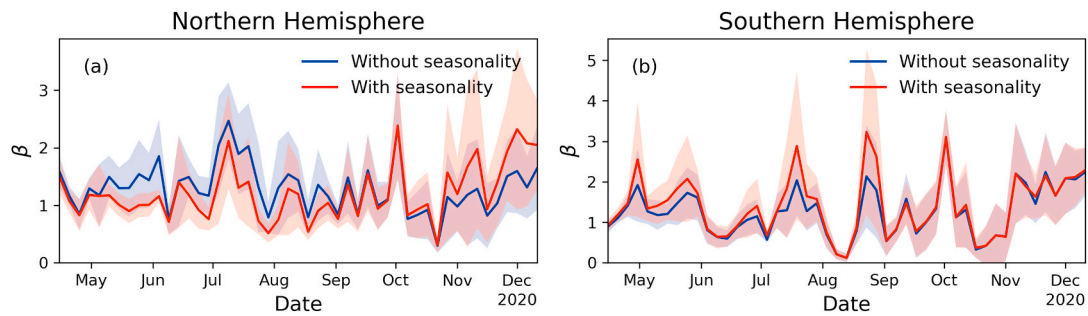 Northern Hemisphere
(a)
Without seasonality
With seasonality
β
3
2
1
0
May Jun Jul Aug Sep Oct Nov Dec
2020
Date
Southern Hemisphere
(b)
Without seasonality
With seasonality
β
5
4
3
2
1
0
May Jun Jul Aug Sep Oct Nov Dec
2020
Date